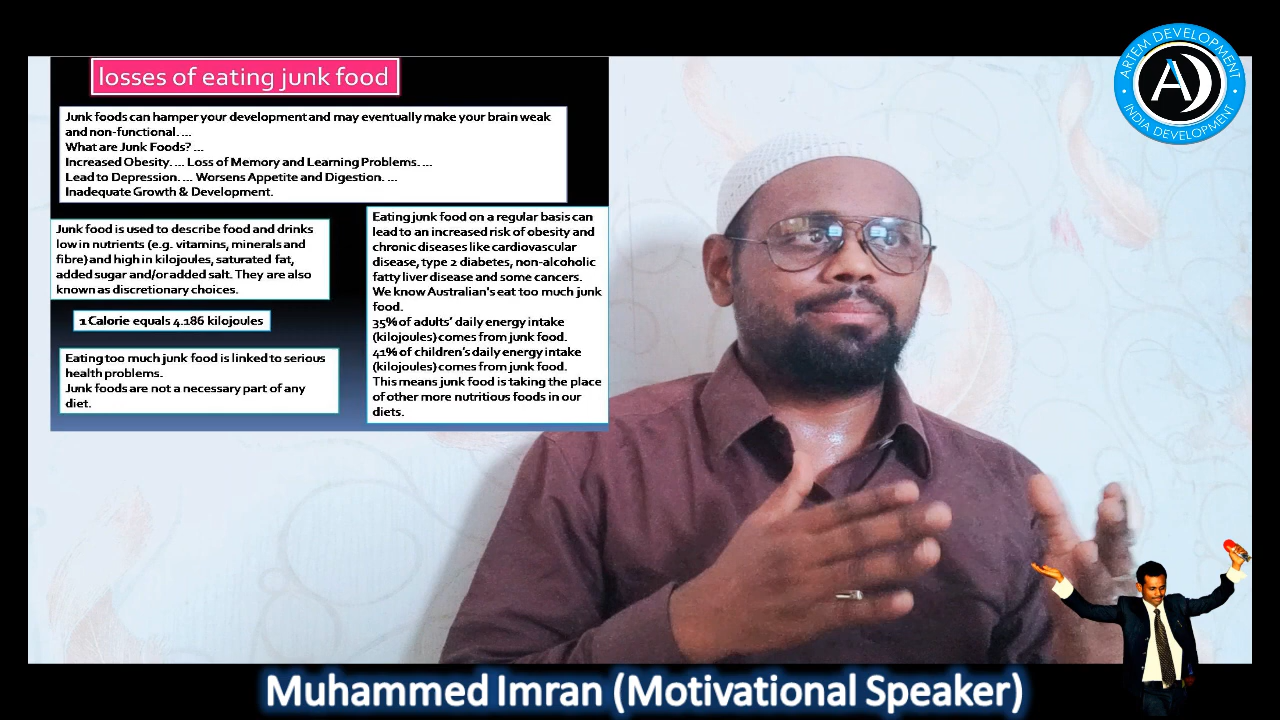 losses of eating junk food
Junk foods can hamper your development and may eventually make your brain weak
and non-functional. ...
What are Junk Foods? ...
Increased Obesity. ... Loss of Memory and Learning Problems. ...
Lead to Depression. ... Worsens Appetite and Digestion. ...
Inadequate Growth & Development.
Junk food is used to describe food and drinks
low in nutrients (e.g. vitamins, minerals and
fibre) and high in kilojoules, saturated fat,
added sugar and/or added salt. They are also
known as discretionary choices.
1 Calorie equals 4.186 kilojoules
Eating too much junk food is linked to serious
health problems.
Junk foods are not a necessary part of any
diet.
Eating junk food on a regular basis can
lead to an increased risk of obesity and
chronic diseases like cardiovascular
disease, type 2 diabetes, non-alcoholic
fatty liver disease and some cancers.
We know Australian's eat too much junk
food.
35% of adults' daily energy intake
(kilojoules) comes from junk food.
41% of children's daily energy intake
(kilojoules) comes from junk food.
This means junk food is taking the place
of other more nutritious foods in our
diets.
ARTEM DEVELOPMENT
AD
INDIA DEVELOPMENT
Muhammed Imran (Motivational Speaker)